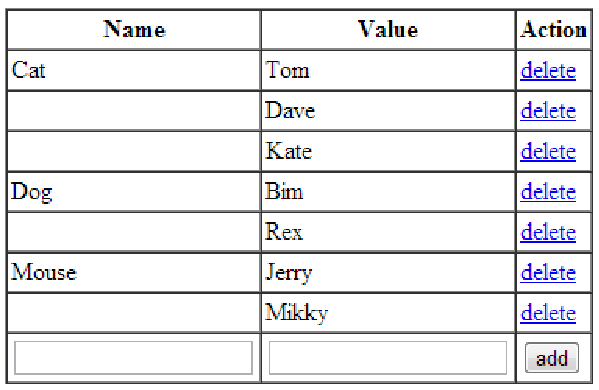 Name Value Action
Cat Tom delete
Dave delete
Kate delete
Dog Bim delete
Rex delete
Mouse Jerry delete
Mikky delete
add